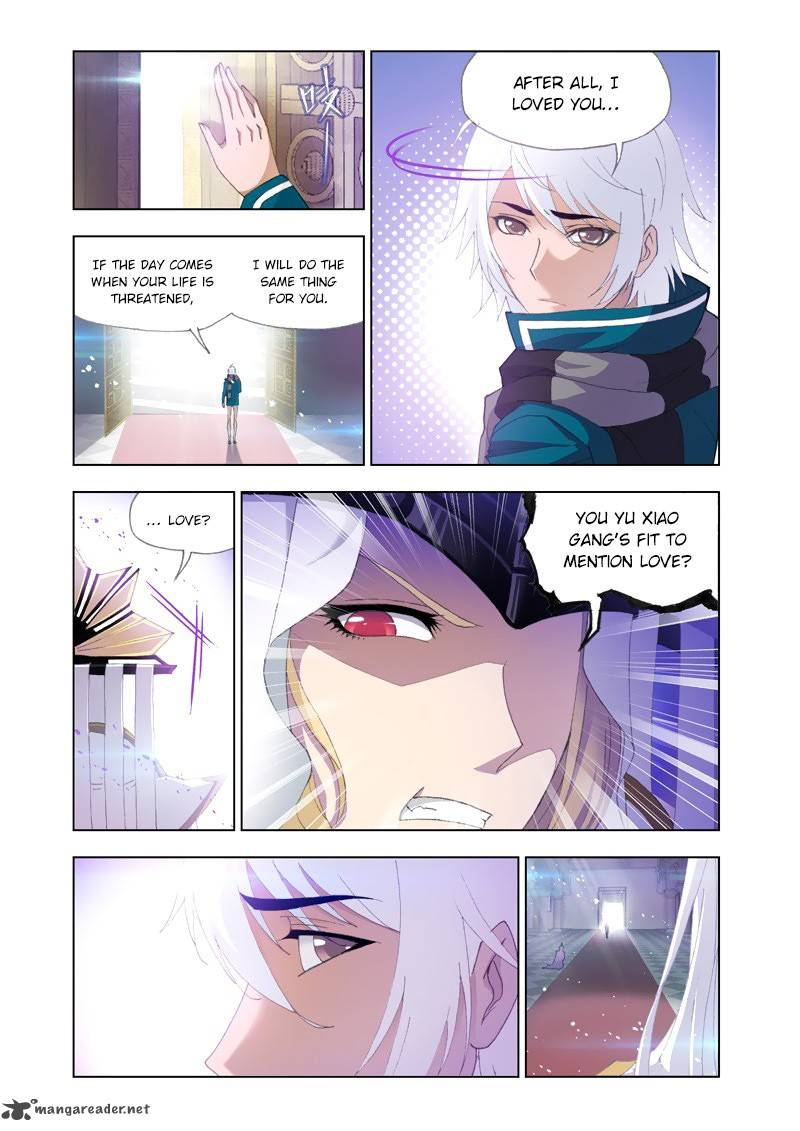 吱
AFTER ALL, I
LOVED YOU...
IF THE DAY COMES
WHEN YOUR LIFE IS
THREATENED,
I WILL DO THE
SAME THING
FOR YOU.
... LOVE?
YOU YU XIAO
GANG'S FIT TO
MENTION LOVE?
mangareader.net